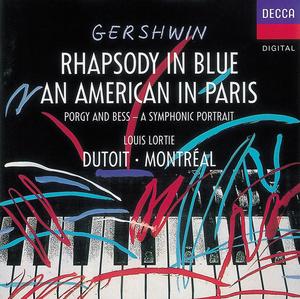 GERSHWIN
DECCA
DIGITAL
RHAPSODY IN BLUE
AN AMERICAN IN PARIS
PORGY AND BESS – A SYMPHONIC PORTRAIT
LOUIS LORTIE
DUTOIT · MONTRÉAL